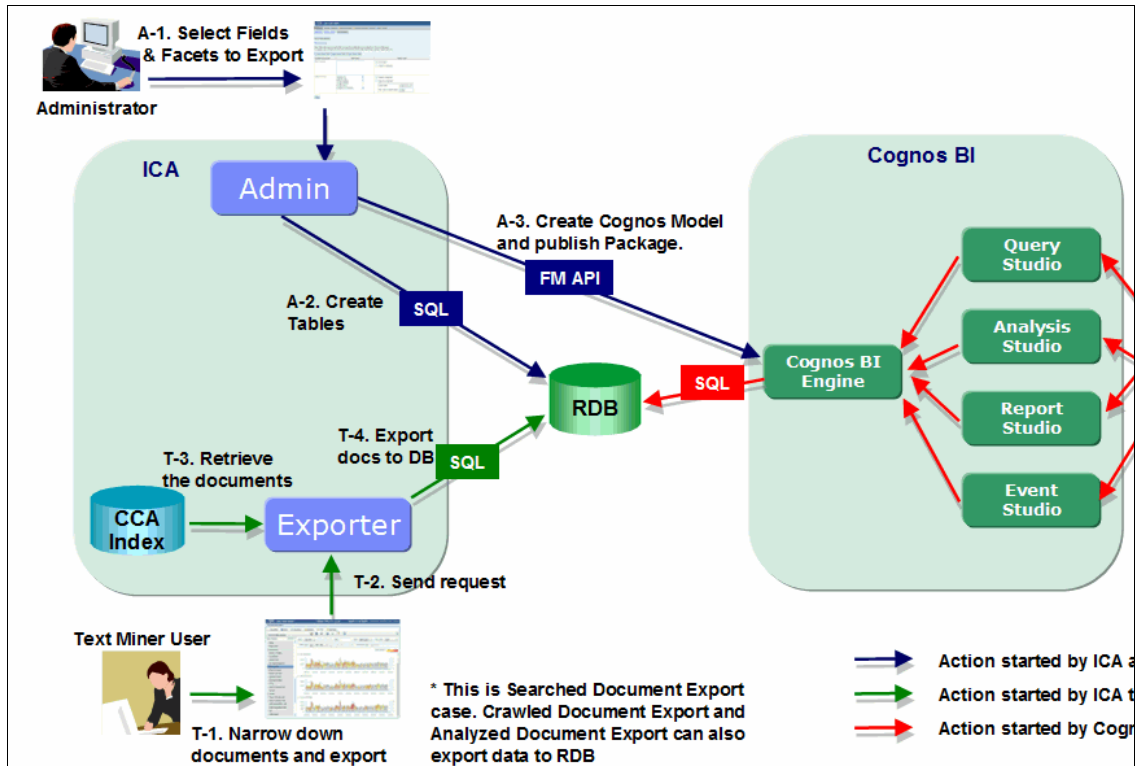 A-1. Select Fields
& Facets to Export
Administrator
ICA
Admin
Cognos BI
A-3. Create Cognos Model
and publish Package.
FM API
Query
Studio
A-2. Create
Tables
SQL
Analysis
Studio
Cognos BI
Engine
SQL
RDB
Report
Studio
T-4. Export
docs to DB
SQL
T-3. Retrieve
the documents
Event
Studio
CCA
Index
Exporter
T-2. Send request
Text Miner User
T-1. Narrow down
documents and export
* This is Searched Document Export
case. Crawled Document Export and
Analyzed Document Export can also
export data to RDB
Action started by ICA a
Action started by ICA t
Action started by Cogn